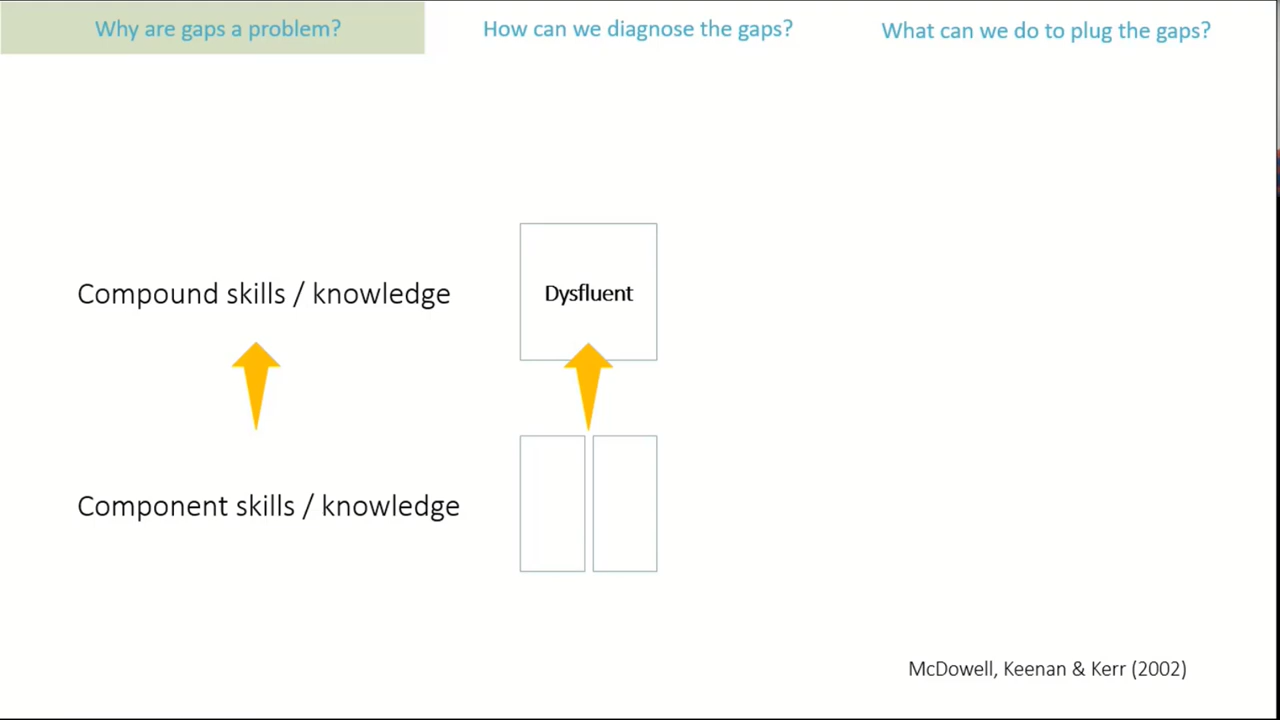 Why are gaps a problem?
How can we diagnose the gaps?
What can we do to plug the gaps?
Compound skills / knowledge
Dysfluent
Component skills / knowledge
McDowell, Keenan & Kerr (2002)